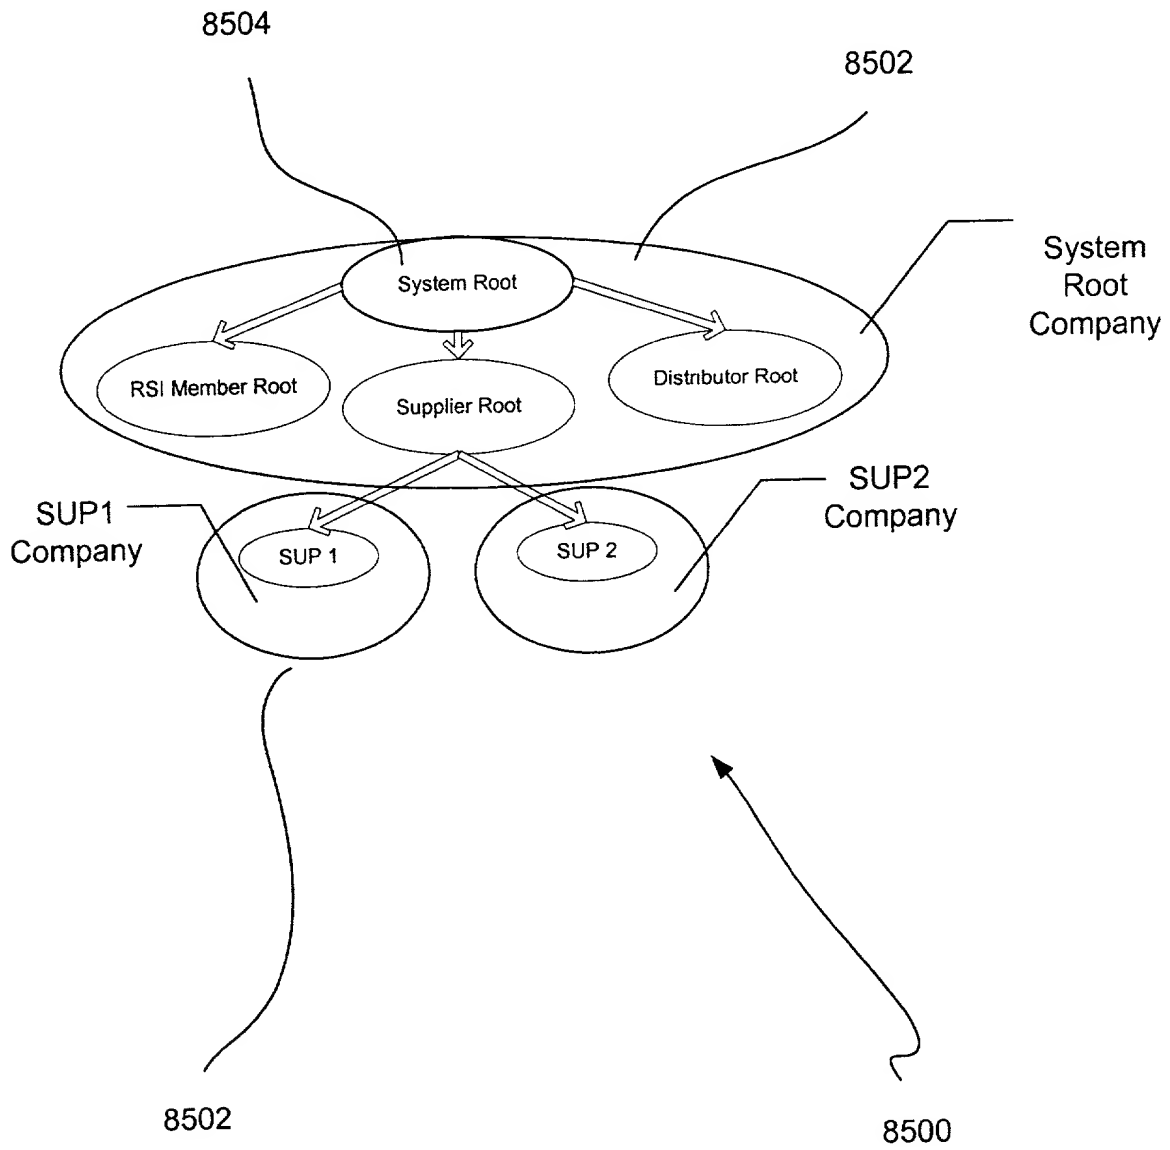 8504
8502
System
Root
Company
System Root
RSI Member Root
Supplier Root
Distributor Root
SUP1
Company
SUP2
Company
SUP 1
SUP 2
8502
8500